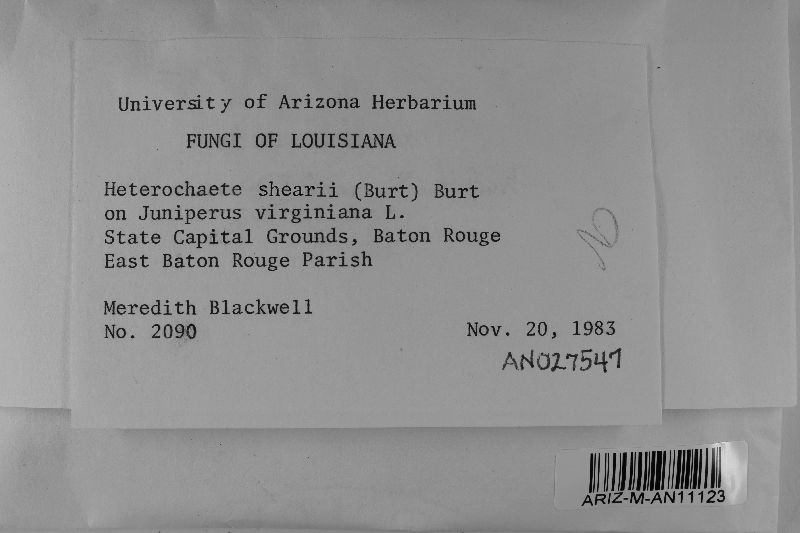 University of Arizona Herbarium
FUNGI OF LOUISIANA
Heterochaete shearii (Burt) Burt
on Juniperus virginiana L.
State Capital Grounds, Baton Rouge
East Baton Rouge Parish
Meredith Blackwell
No. 2090
Nov. 20, 1983
AN027547
ARIZ-M-AN11123